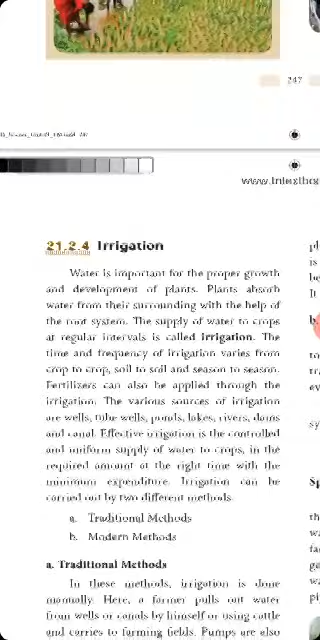 247
21.2.4 Irrigation
Water is important for the proper growth
and development of plants. Plants absorb
water from their surrounding with the help of
the root system. The supply of water to crops
at regular intervals is called irrigation. The
time and frequency of irrigation varies from
crop to crop, soil to soil and season to season.
Fertilizers can also be applied through the
irrigation. The various sources of irrigation
are wells, tube wells, ponds, lakes, rivers, dams
and canal. Effective irrigation is the controlled
and uniform supply of water to crops, in the
required amount at the right time with the
minimum expenditure. Irrigation can be
carried out by two different methods.
a. Traditional Methods
b. Modern Methods
a. Traditional Methods
In these methods, irrigation is done
manually. Here, a farmer pulls out water
from wells or canals by himself or using cattle
and carries to farming fields. Pumps are also